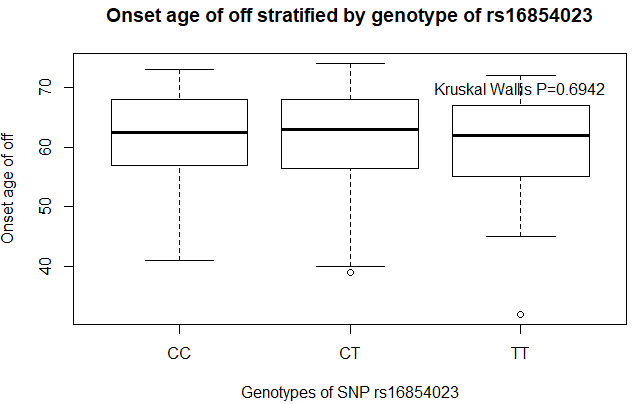 Onset age of off stratified by genotype of rs16854023
Onset age of off
70
60
50
40
Kruskal Wallis P=0.6942
CC
CT
TT
Genotypes of SNP rs16854023